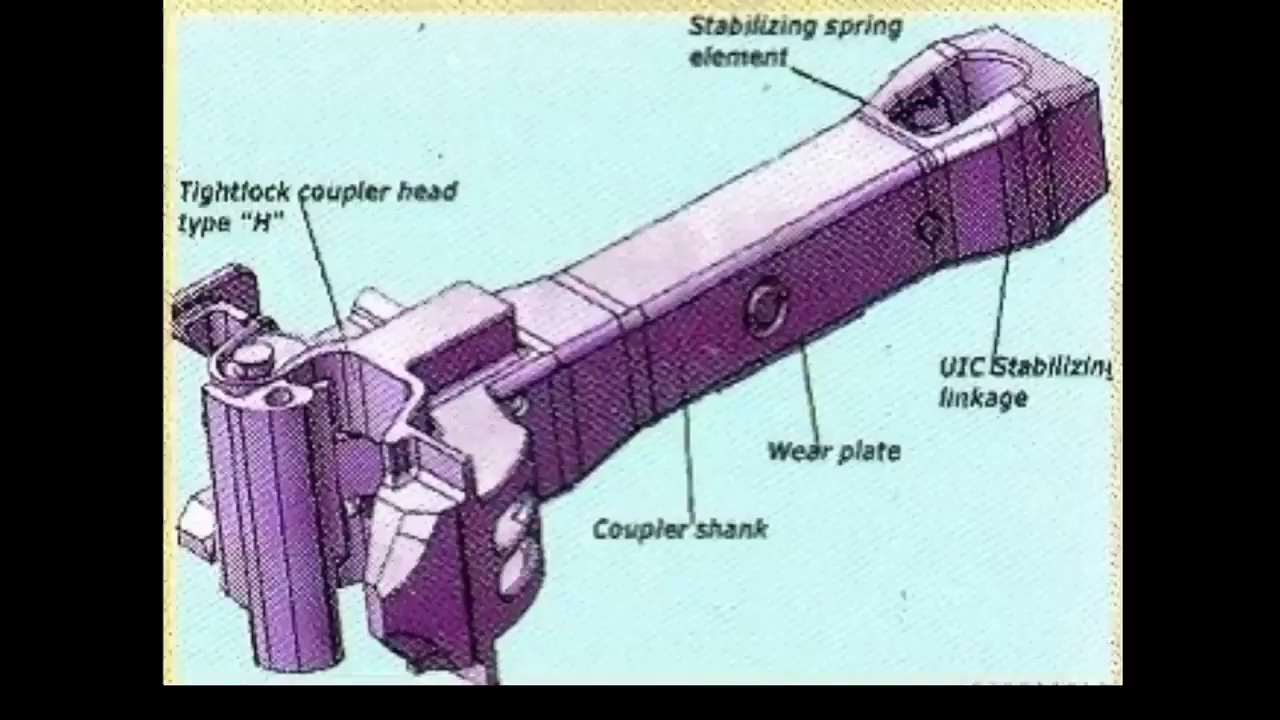 Stabilizing spring
element
Tightlock coupler head
type "H"
UIC Stabilizing
linkage
Wear plate
Coupler shank